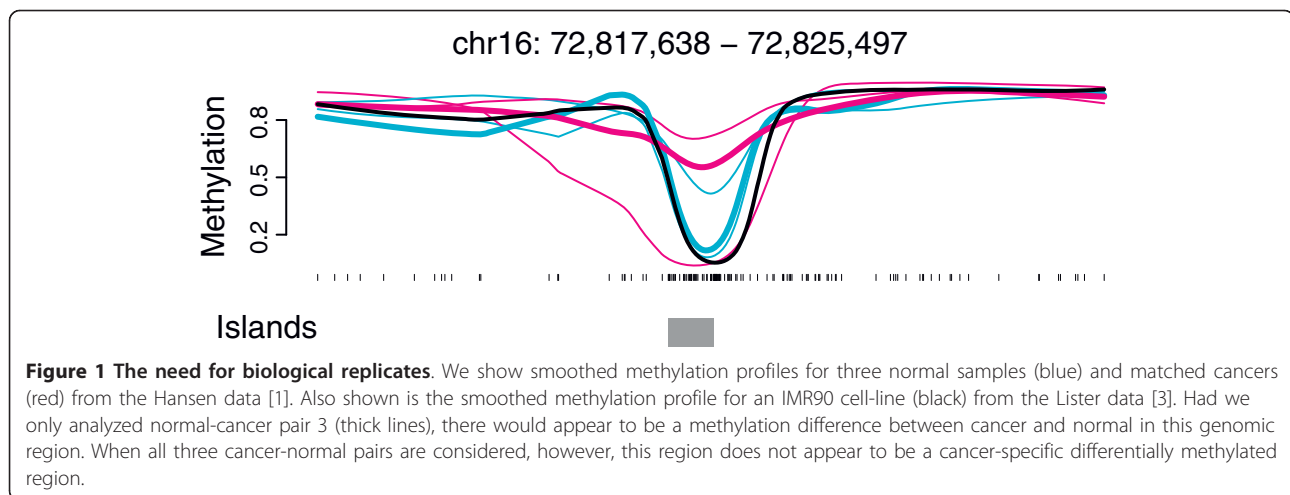 chr16: 72,817,638 – 72,825,497
Methylation
0.8
0.5
0.2
Islands
Figure 1 The need for biological replicates. We show smoothed methylation profiles for three normal samples (blue) and matched cancers
(red) from the Hansen data [1]. Also shown is the smoothed methylation profile for an IMR90 cell-line (black) from the Lister data [3]. Had we
only analyzed normal-cancer pair 3 (thick lines), there would appear to be a methylation difference between cancer and normal in this genomic
region. When all three cancer-normal pairs are considered, however, this region does not appear to be a cancer-specific differentially methylated
region.